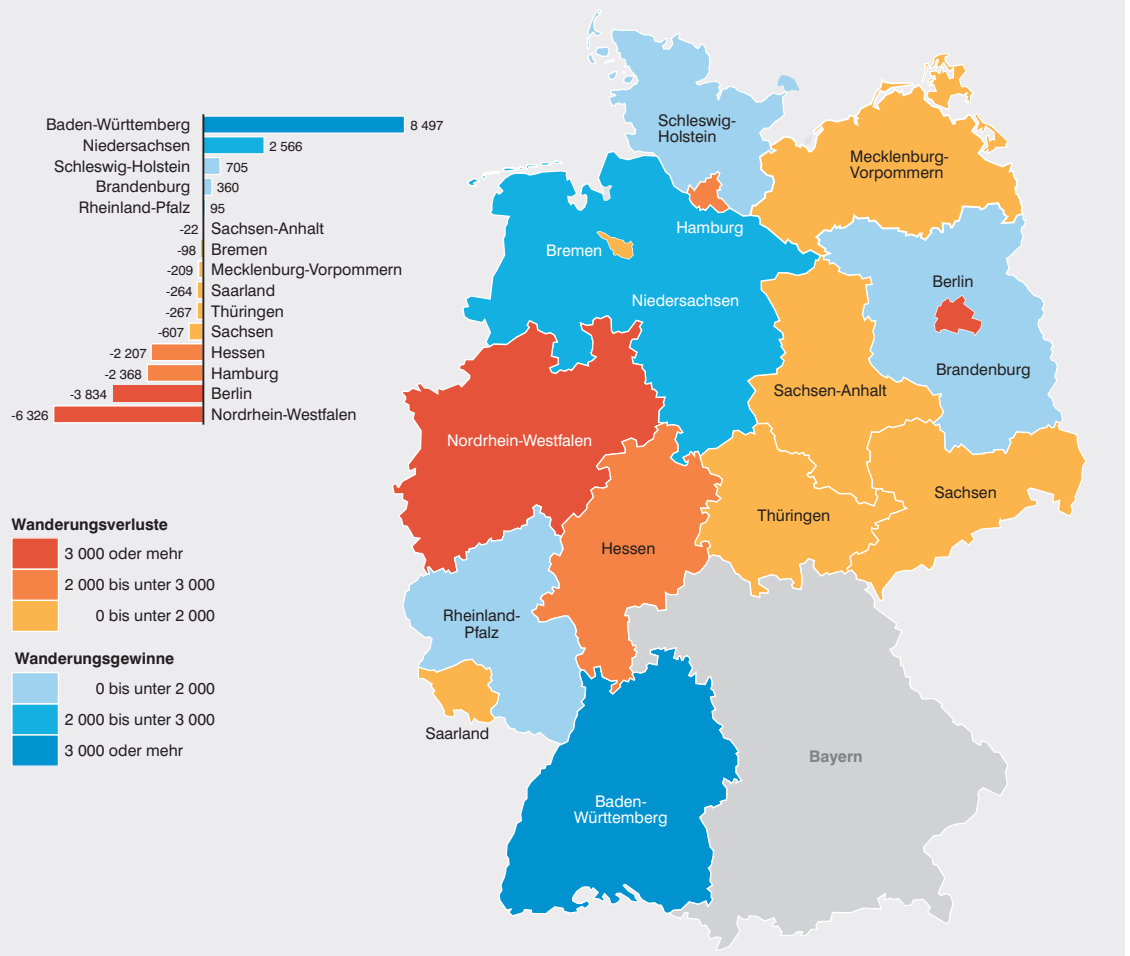 Baden-Württemberg 8 497
Niedersachsen 2 566
Schleswig-Holstein 705
Brandenburg 360
Rheinland-Pfalz 95
-22 Sachsen-Anhalt
-98 Bremen
-209 Mecklenburg-Vorpommern
-264 Saarland
-267 Thüringen
-607 Sachsen
-2 207 Hessen
-2 368 Hamburg
-3 834 Berlin
-6 326 Nordrhein-Westfalen
Wanderungsverluste
3 000 oder mehr
2 000 bis unter 3 000
0 bis unter 2 000
Wanderungsgewinne
0 bis unter 2 000
2 000 bis unter 3 000
3 000 oder mehr
Schleswig-
Holstein
Mecklenburg-
Vorpommern
Hamburg
Bremen
Niedersachsen
Berlin
Brandenburg
Sachsen-Anhalt
Nordrhein-Westfalen
Sachsen
Thüringen
Hessen
Rheinland-
Pfalz
Saarland
Bayern
Baden-
Württemberg